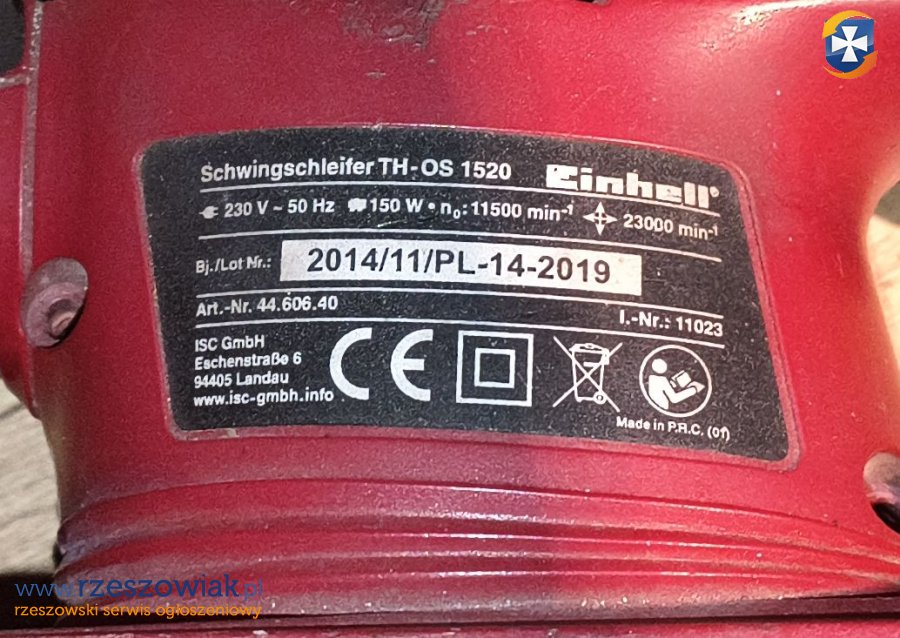 Schwingschleifer TH-OS 1520 Einhell®
230 V ~ 50 Hz 150 W • n₀: 11500 min⁻¹ 23000 min⁻¹
Bj./Lot Nr.: 2014/11/PL-14-2019
Art.-Nr. 44.606.40 I.-Nr.: 11023
ISC GmbH
Eschenstraße 6
94405 Landau
www.isc-gmbh.info
CE
Made in P.R.C. (01)
www.rzeszowiak.pl
rzeszowski serwis ogłoszeniowy